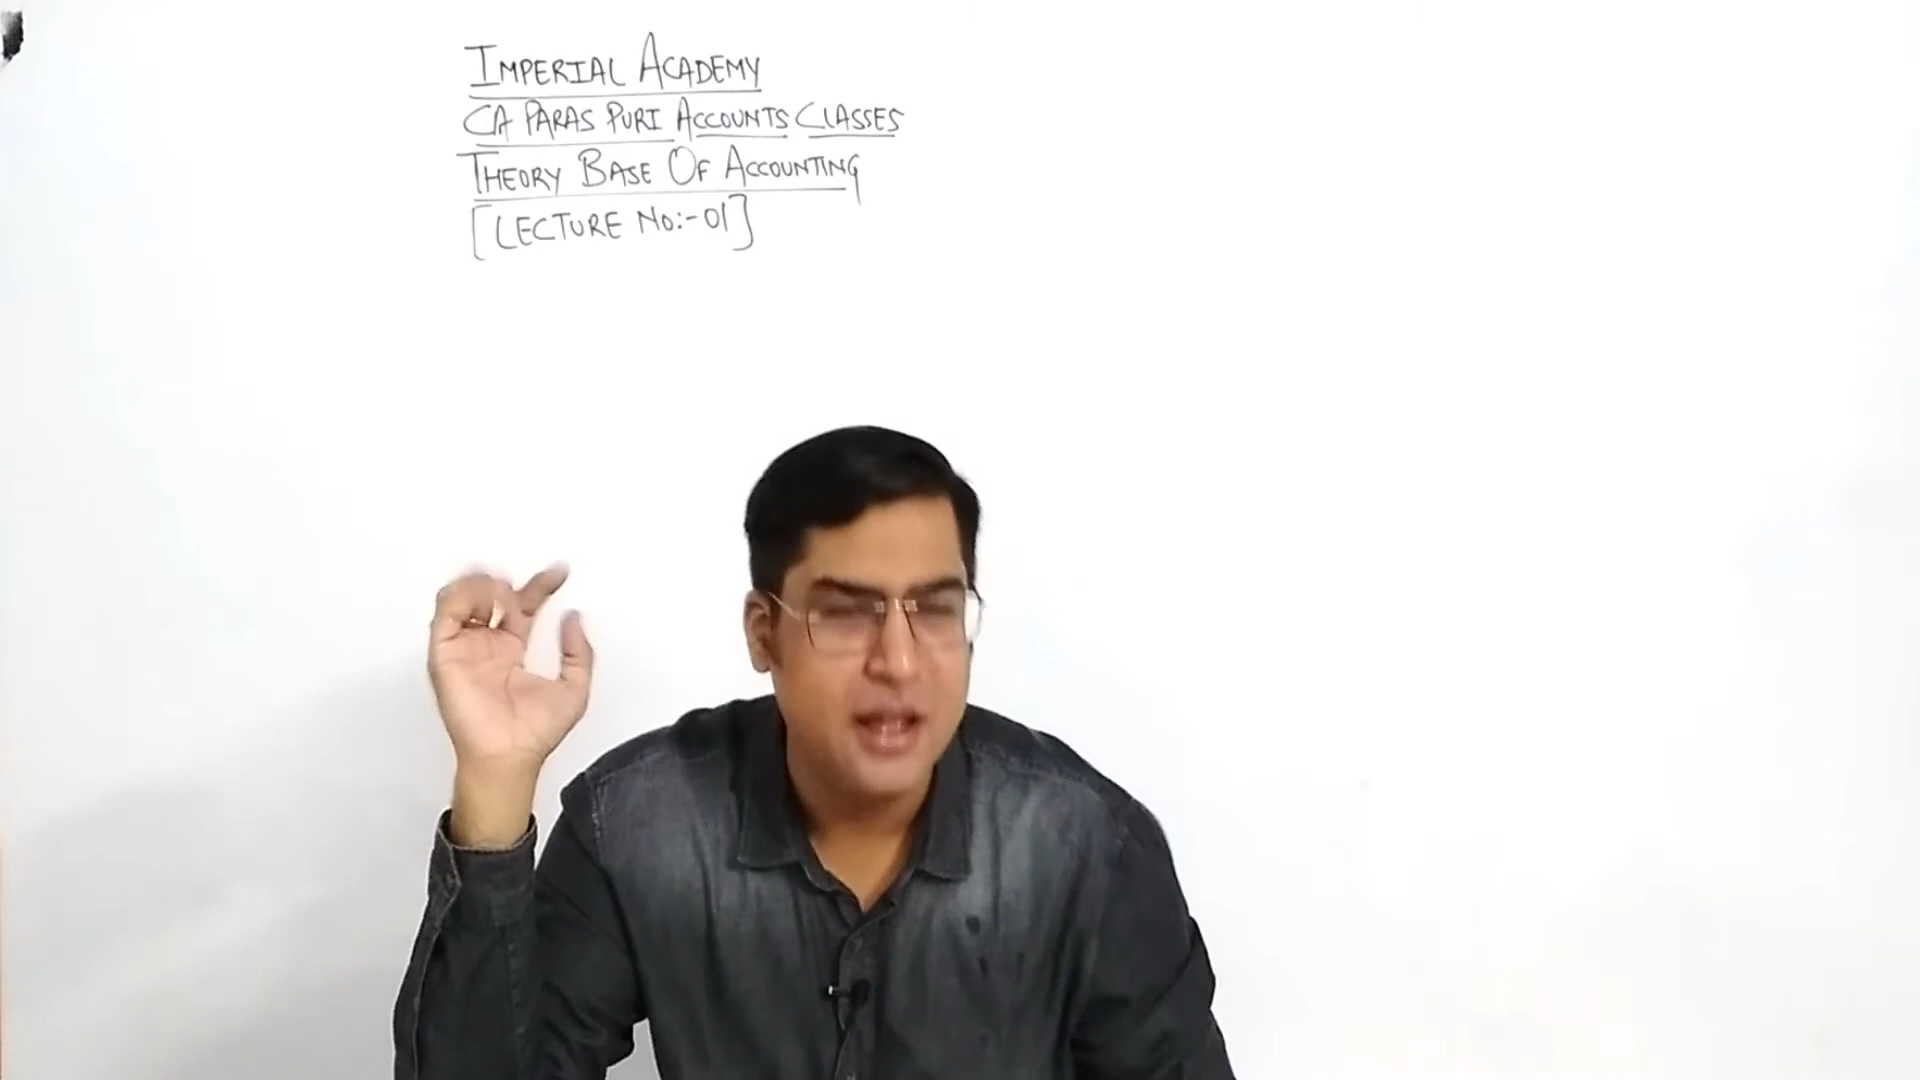 IMPERIAL ACADEMY
CA PARAS PURI ACCOUNTS CLASSES
THEORY BASE OF ACCOUNTING
[LECTURE NO:-01]